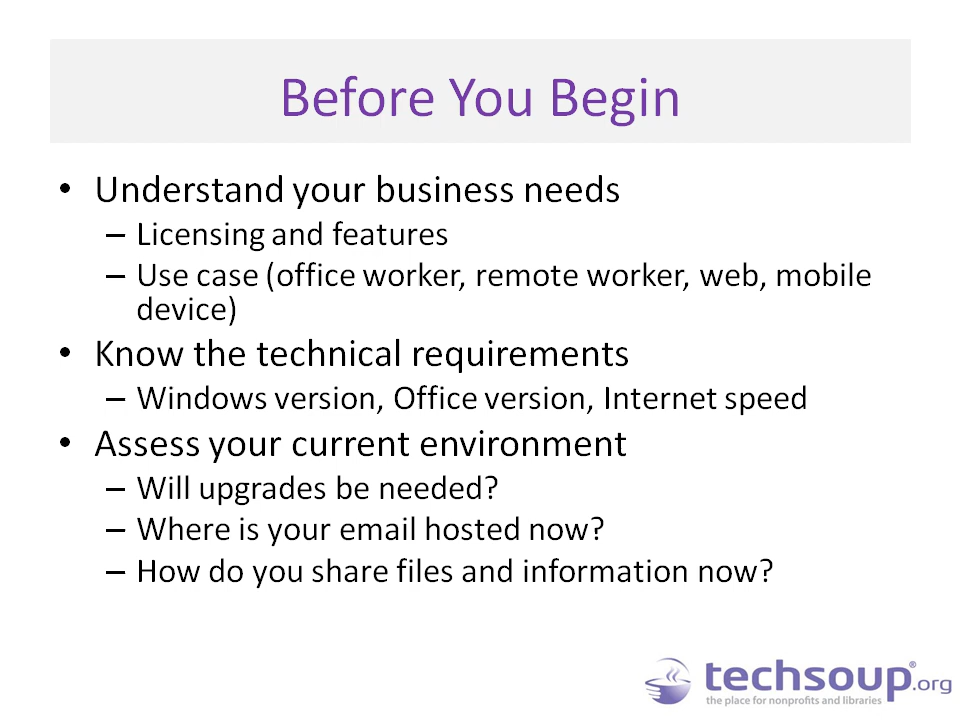 Before You Begin
• Understand your business needs
– Licensing and features
– Use case (office worker, remote worker, web, mobile
device)
• Know the technical requirements
– Windows version, Office version, Internet speed
• Assess your current environment
– Will upgrades be needed?
– Where is your email hosted now?
– How do you share files and information now?
techsoup®.org
the place for nonprofits and libraries